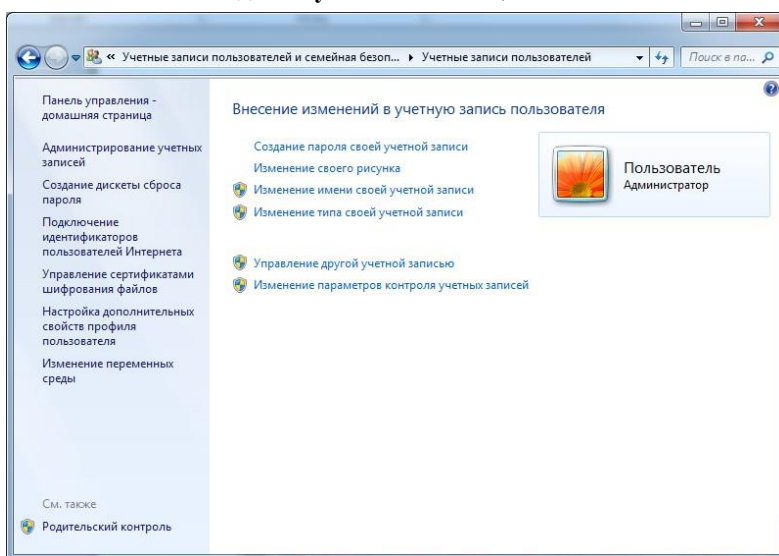 « Учетные записи пользователей и семейная безоп... ▸ Учетные записи пользователей
Поиск в па...
Панель управления -
домашняя страница
Администрирование учетных
записей
Создание дискеты сброса
пароля
Подключение
идентификаторов
пользователей Интернета
Управление сертификатами
шифрования файлов
Настройка дополнительных
свойств профиля
пользователя
Изменение переменных
среды
См. также
Родительский контроль
Внесение изменений в учетную запись пользователя
Создание пароля своей учетной записи
Изменение своего рисунка
Изменение имени своей учетной записи
Изменение типа своей учетной записи
Управление другой учетной записью
Изменение параметров контроля учетных записей
Пользователь
Администратор